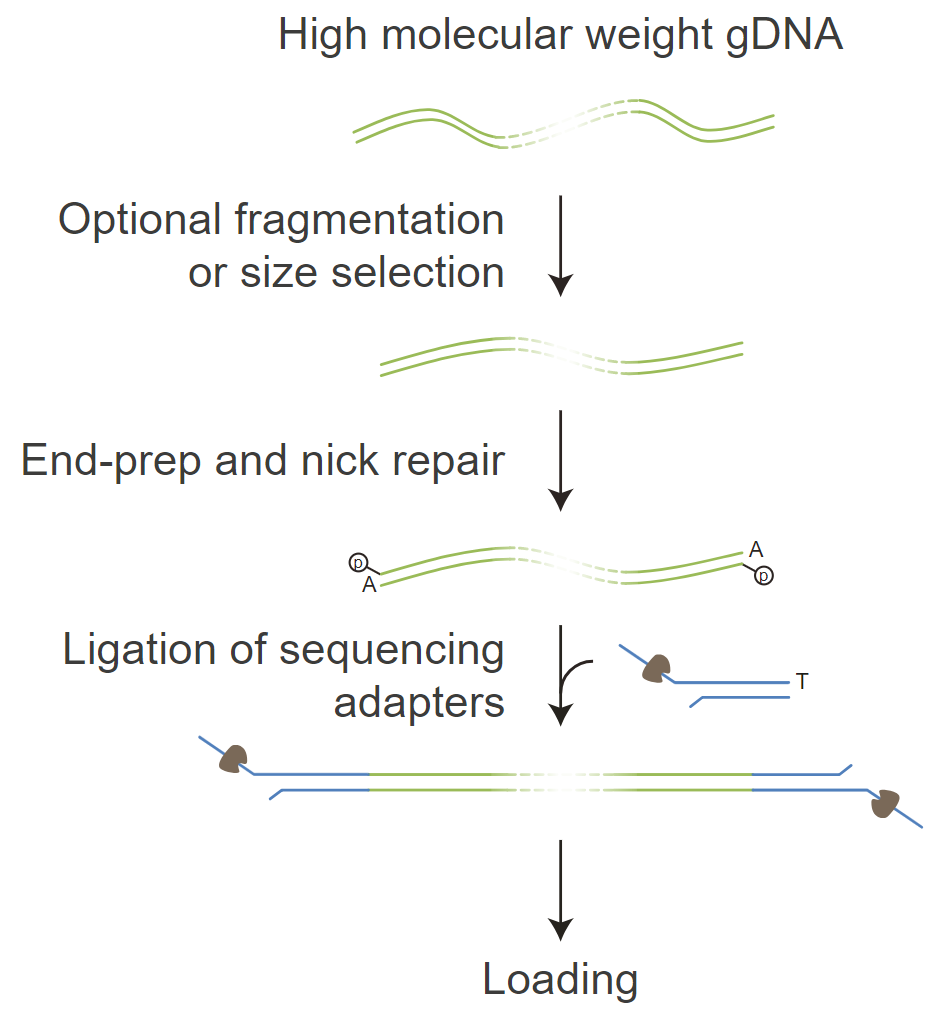 High molecular weight gDNA
Optional fragmentation
or size selection
End-prep and nick repair
p
A
A
p
Ligation of sequencing
adapters
T
Loading